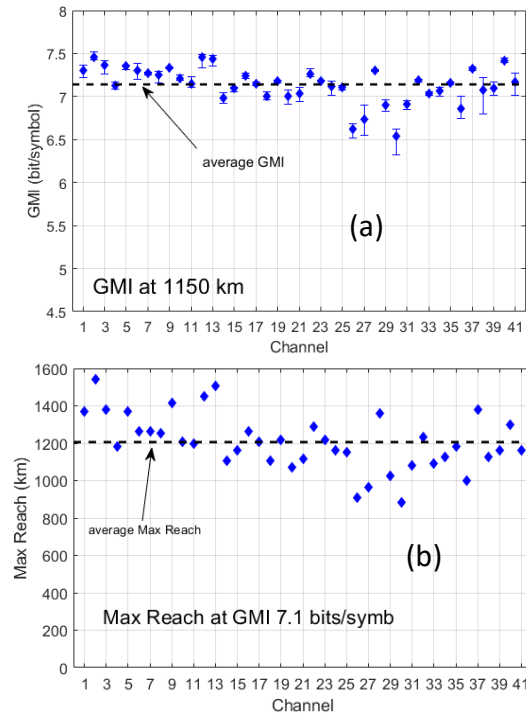 7.5
7
6.5
6
5.5
5
4.5
GMI (bit/symbol)
average GMI
(a)
GMI at 1150 km
1 3 5 7 9 11 13 15 17 19 21 23 25 27 29 31 33 35 37 39 41
Channel
1600
1400
1200
1000
800
600
400
200
0
Max Reach (km)
average Max Reach
(b)
Max Reach at GMI 7.1 bits/symb
1 3 5 7 9 11 13 15 17 19 21 23 25 27 29 31 33 35 37 39 41
Channel